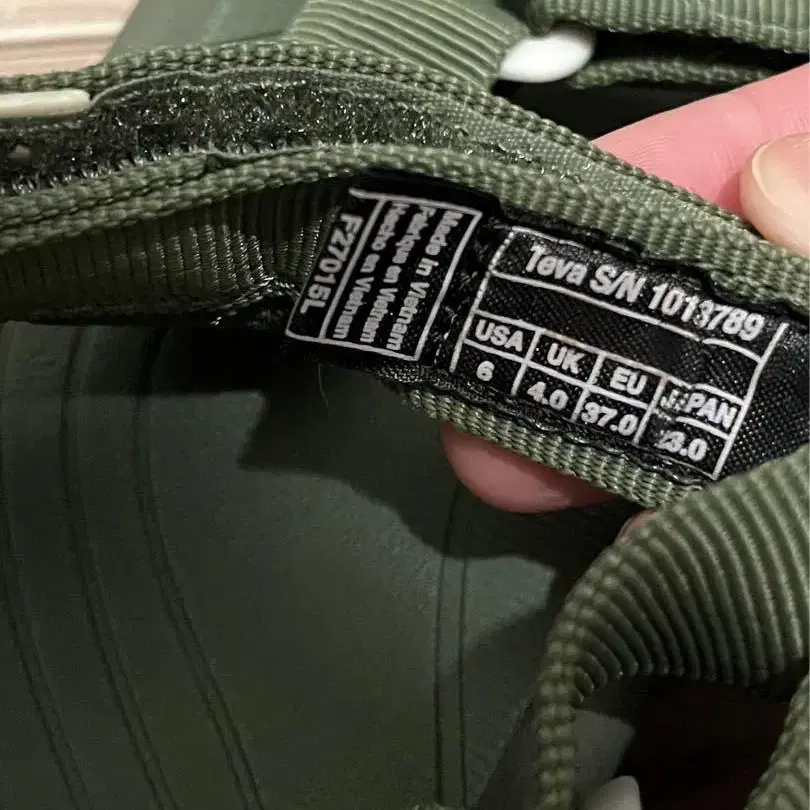 Made in Vietnam
Fabriqué en Vietnam
Hecho en Vietnam
F27015L
Teva S/N 1013789
USA UK EU JAPAN
6 4.0 37.0 23.0